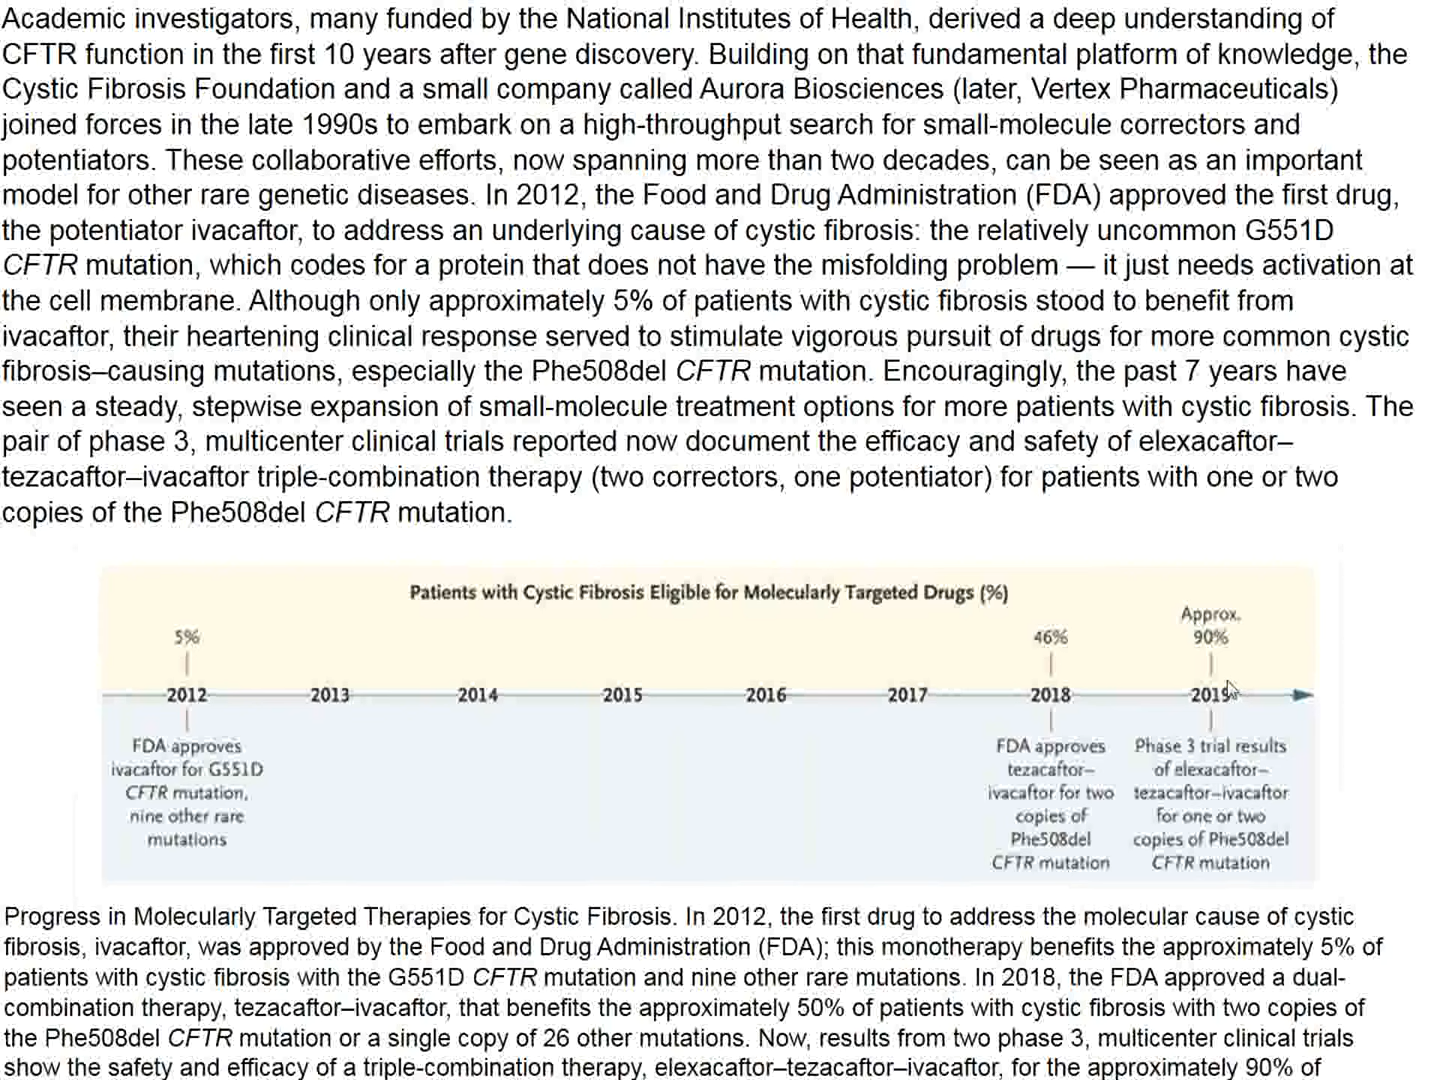 Academic investigators, many funded by the National Institutes of Health, derived a deep understanding of
CFTR function in the first 10 years after gene discovery. Building on that fundamental platform of knowledge, the
Cystic Fibrosis Foundation and a small company called Aurora Biosciences (later, Vertex Pharmaceuticals)
joined forces in the late 1990s to embark on a high-throughput search for small-molecule correctors and
potentiators. These collaborative efforts, now spanning more than two decades, can be seen as an important
model for other rare genetic diseases. In 2012, the Food and Drug Administration (FDA) approved the first drug,
the potentiator ivacaftor, to address an underlying cause of cystic fibrosis: the relatively uncommon G551D
CFTR mutation, which codes for a protein that does not have the misfolding problem — it just needs activation at
the cell membrane. Although only approximately 5% of patients with cystic fibrosis stood to benefit from
ivacaftor, their heartening clinical response served to stimulate vigorous pursuit of drugs for more common cystic
fibrosis–causing mutations, especially the Phe508del CFTR mutation. Encouragingly, the past 7 years have
seen a steady, stepwise expansion of small-molecule treatment options for more patients with cystic fibrosis. The
pair of phase 3, multicenter clinical trials reported now document the efficacy and safety of elexacaftor–
tezacaftor–ivacaftor triple-combination therapy (two correctors, one potentiator) for patients with one or two
copies of the Phe508del CFTR mutation.
Patients with Cystic Fibrosis Eligible for Molecularly Targeted Drugs (%)
5%
46%
Approx.
90%
2012 2013 2014 2015 2016 2017 2018 2019
FDA approves
ivacaftor for G551D
CFTR mutation,
nine other rare
mutations
FDA approves
tezacaftor–
ivacaftor for two
copies of
Phe508del
CFTR mutation
Phase 3 trial results
of elexacaftor–
tezacaftor–ivacaftor
for one or two
copies of Phe508del
CFTR mutation
Progress in Molecularly Targeted Therapies for Cystic Fibrosis. In 2012, the first drug to address the molecular cause of cystic
fibrosis, ivacaftor, was approved by the Food and Drug Administration (FDA); this monotherapy benefits the approximately 5% of
patients with cystic fibrosis with the G551D CFTR mutation and nine other rare mutations. In 2018, the FDA approved a dual-
combination therapy, tezacaftor–ivacaftor, that benefits the approximately 50% of patients with cystic fibrosis with two copies of
the Phe508del CFTR mutation or a single copy of 26 other mutations. Now, results from two phase 3, multicenter clinical trials
show the safety and efficacy of a triple-combination therapy, elexacaftor–tezacaftor–ivacaftor, for the approximately 90% of